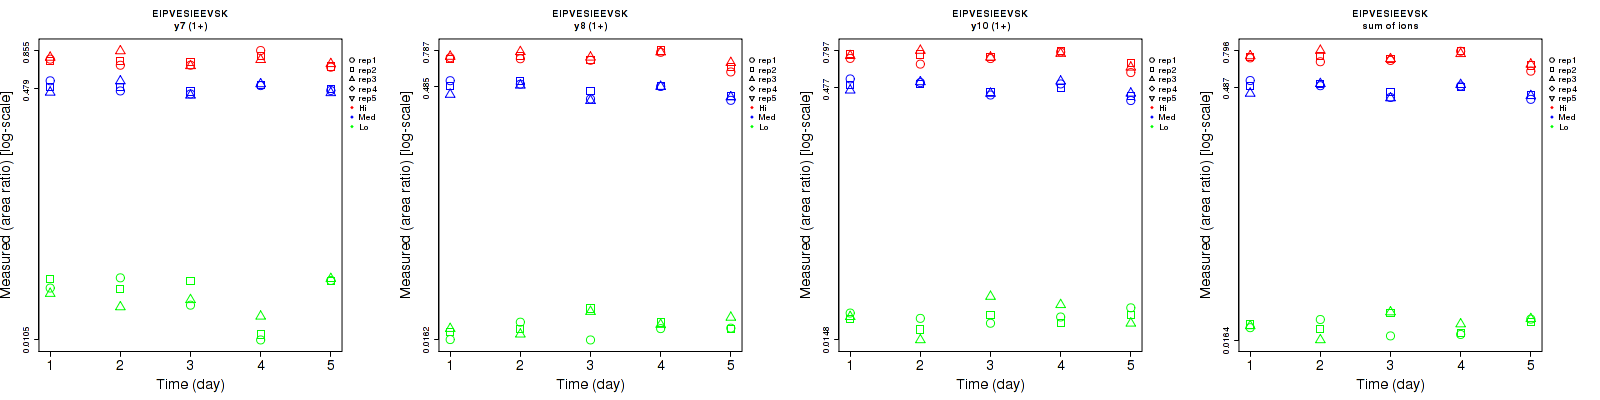 EIPVESIEEVSK
y7 (1+)
Measured (area ratio) [log-scale]
0.855
0.479
0.0105
1 2 3 4 5
Time (day)
rep1
rep2
rep3
rep4
rep5
Hi
Med
Lo
EIPVESIEEVSK
y8 (1+)
Measured (area ratio) [log-scale]
0.787
0.485
0.0162
1 2 3 4 5
Time (day)
rep1
rep2
rep3
rep4
rep5
Hi
Med
Lo
EIPVESIEEVSK
y10 (1+)
Measured (area ratio) [log-scale]
0.797
0.477
0.0148
1 2 3 4 5
Time (day)
rep1
rep2
rep3
rep4
rep5
Hi
Med
Lo
EIPVESIEEVSK
sum of ions
Measured (area ratio) [log-scale]
0.796
0.487
0.0164
1 2 3 4 5
Time (day)
rep1
rep2
rep3
rep4
rep5
Hi
Med
Lo